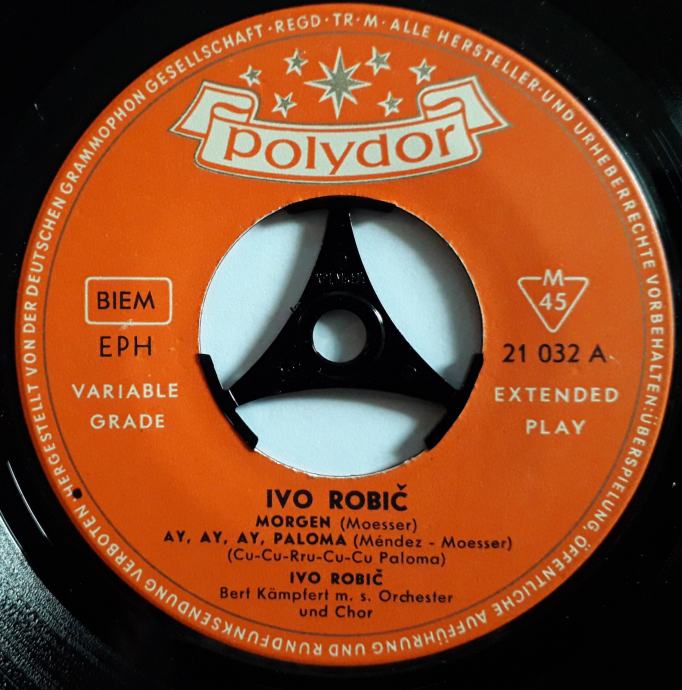 HERGESTELLT VON DER DEUTSCHEN GRAMMOPHON GESELLSCHAFT · REGD · TR · M · ALLE HERSTELLER- UND URHEBERRECHTE VORBEHALTEN: ÜBERSPIELUNG, ÖFFENTLICHE AUFFÜHRUNG UND RUNDFUNKSENDUNG VERBOTEN
polydor
BIEM
EPH
VARIABLE
GRADE
M
45
21 032 A
EXTENDED
PLAY
IVO ROBIČ
MORGEN (Moesser)
AY, AY, AY, PALOMA (Méndez - Moesser)
(Cu-Cu-Rru-Cu-Cu Paloma)
IVO ROBIČ
Bert Kämpfert m. s. Orchester
und Chor